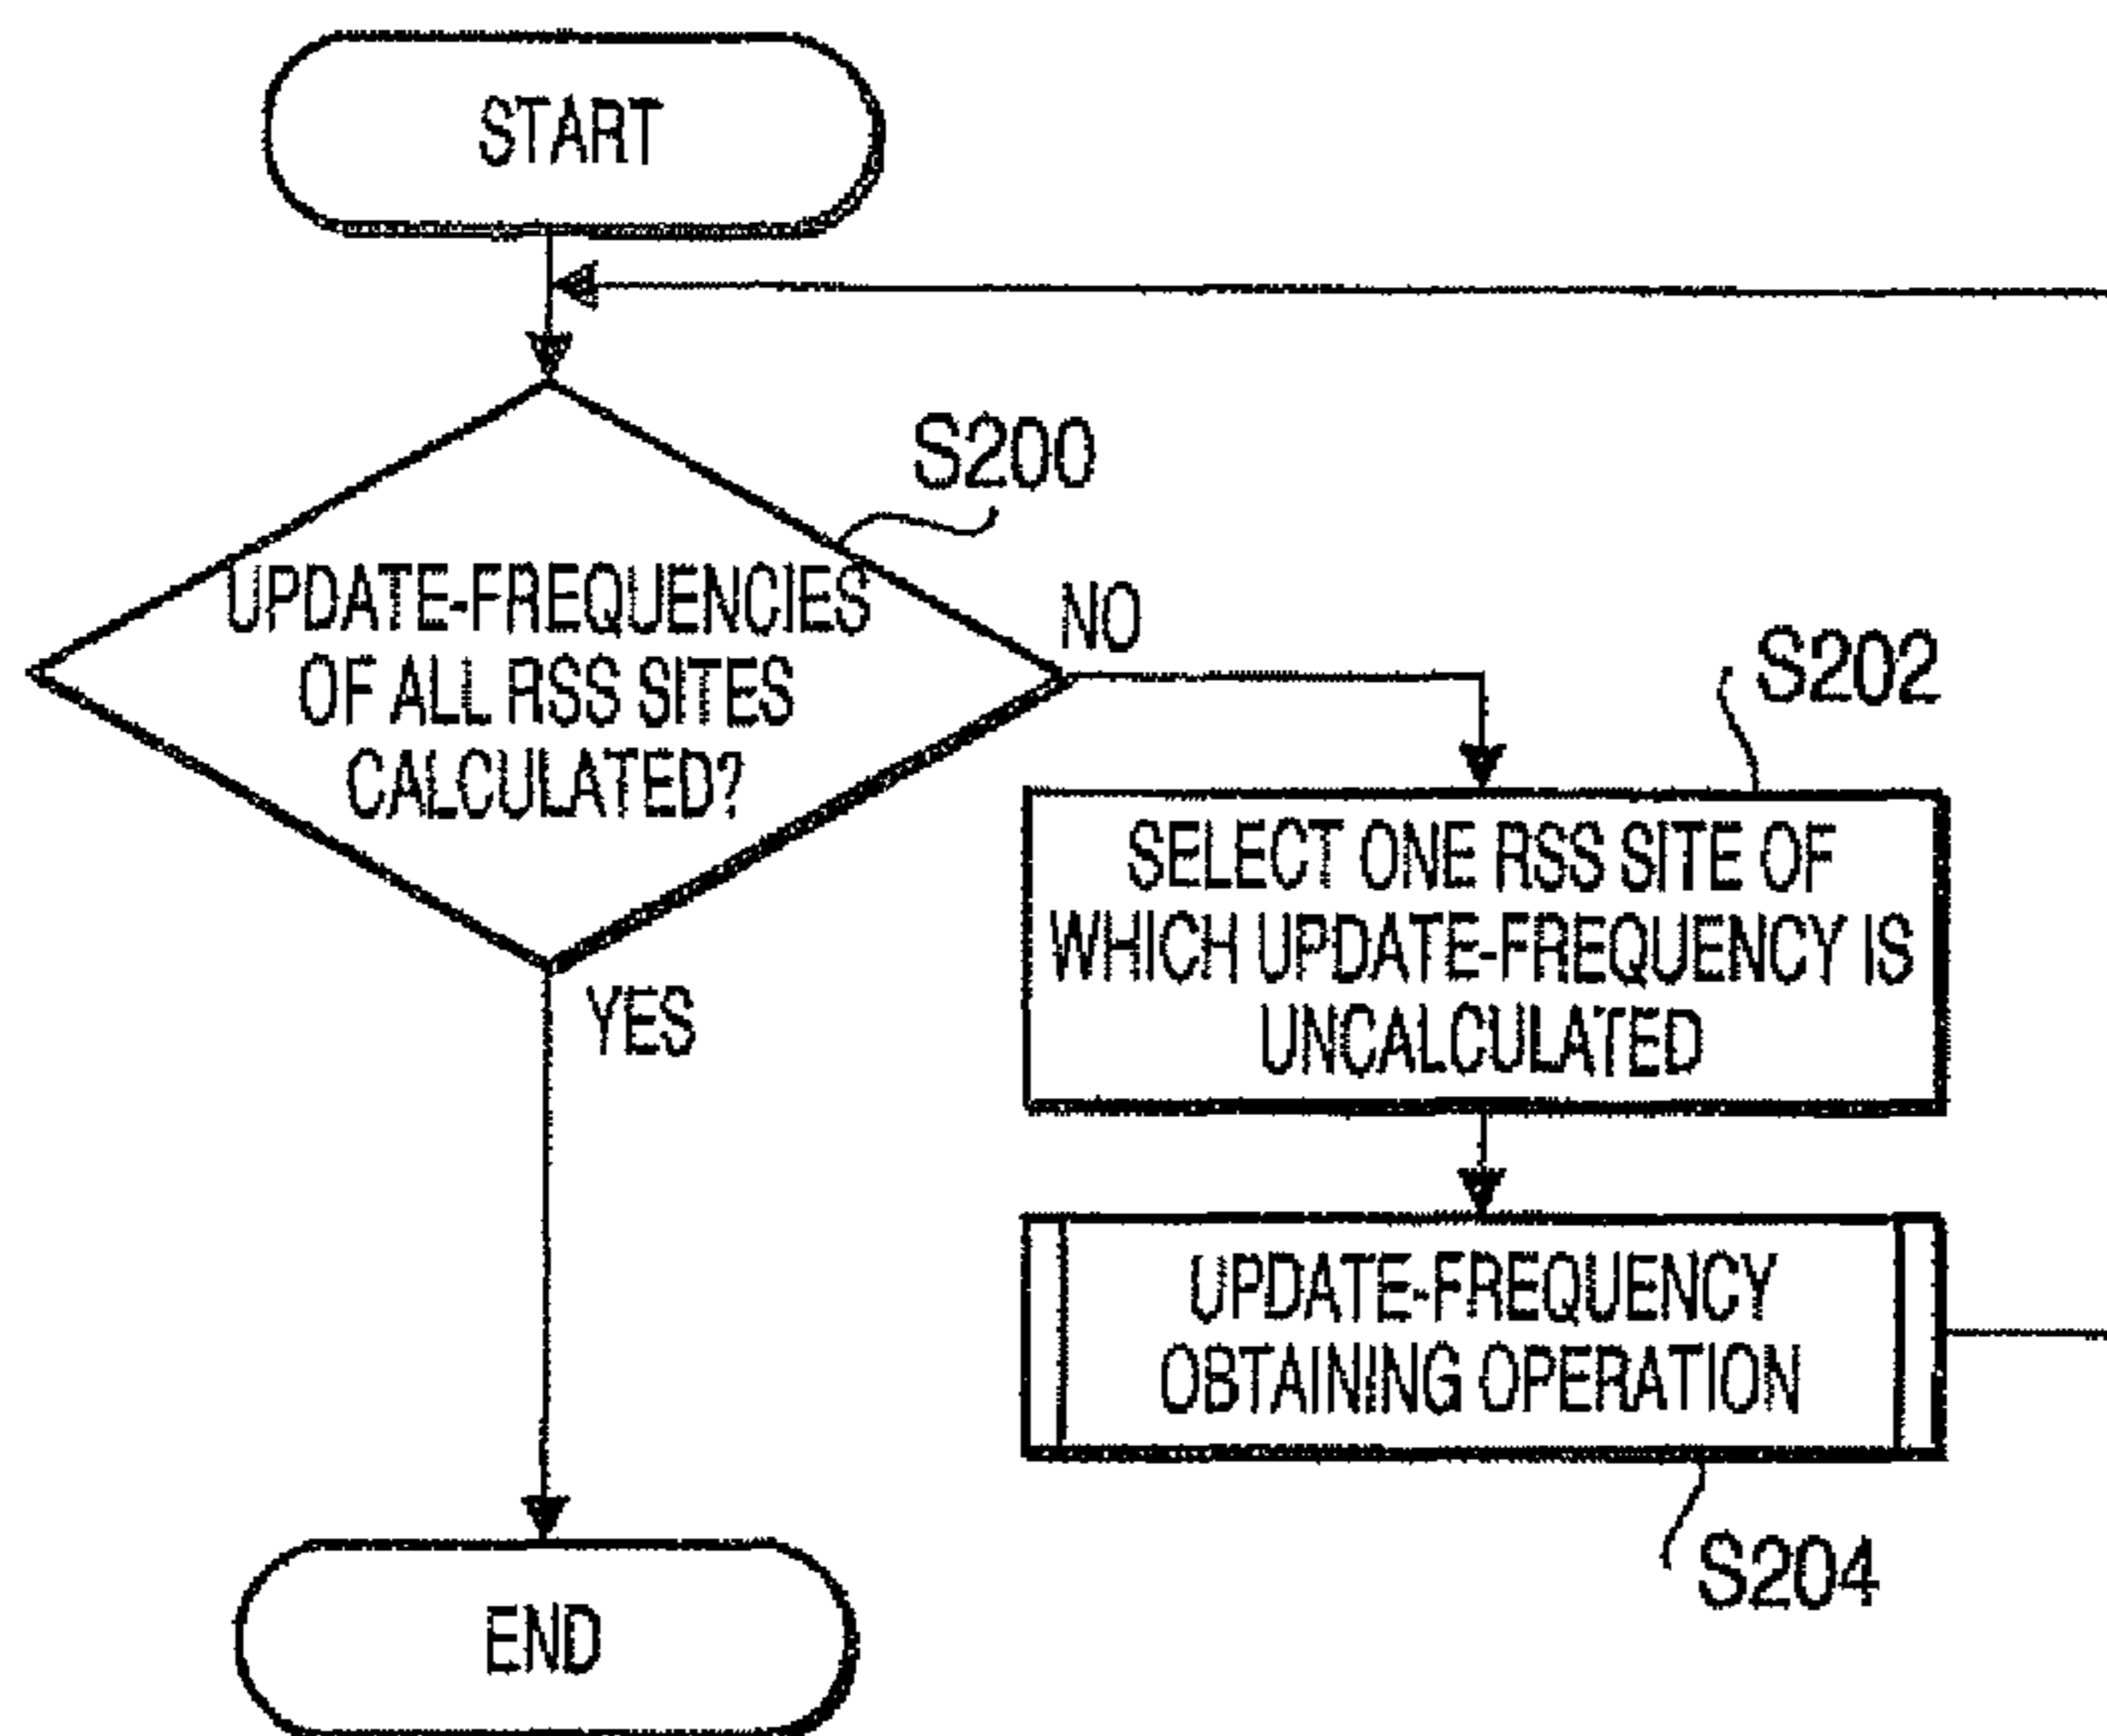 START
S200
UPDATE-FREQUENCIES
OF ALL RSS SITES
CALCULATED?
NO
YES
S202
SELECT ONE RSS SITE OF
WHICH UPDATE-FREQUENCY IS
UNCALCULATED
UPDATE-FREQUENCY
OBTAINING OPERATION
S204
END